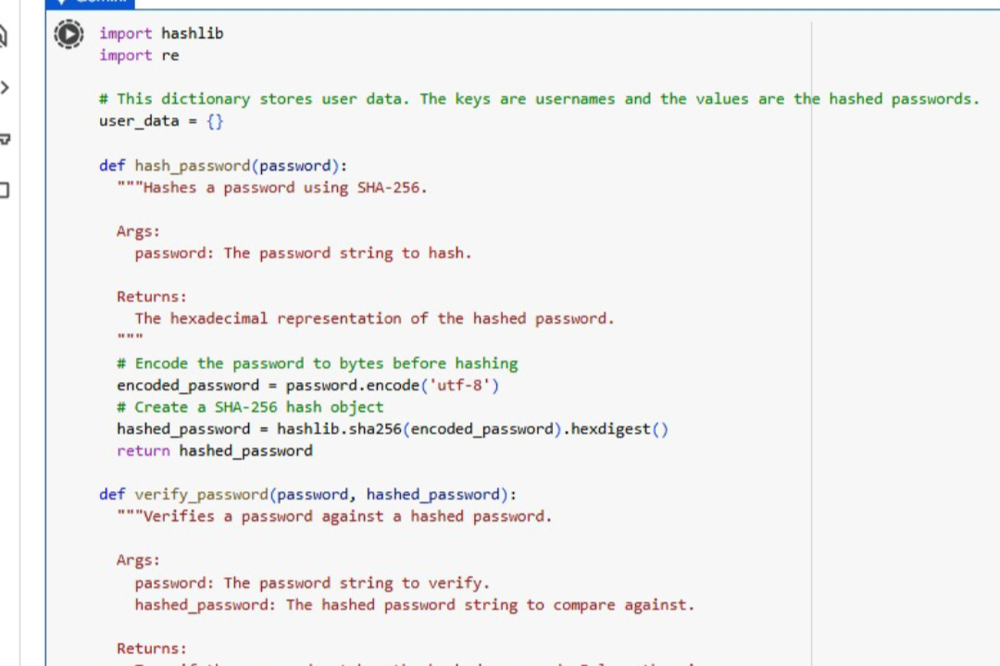 import hashlib
import re

# This dictionary stores user data. The keys are usernames and the values are the hashed passwords.
user_data = {}

def hash_password(password):
  """Hashes a password using SHA-256.

  Args:
    password: The password string to hash.

  Returns:
    The hexadecimal representation of the hashed password.
  """
  # Encode the password to bytes before hashing
  encoded_password = password.encode('utf-8')
  # Create a SHA-256 hash object
  hashed_password = hashlib.sha256(encoded_password).hexdigest()
  return hashed_password

def verify_password(password, hashed_password):
  """Verifies a password against a hashed password.

  Args:
    password: The password string to verify.
    hashed_password: The hashed password string to compare against.

  Returns: